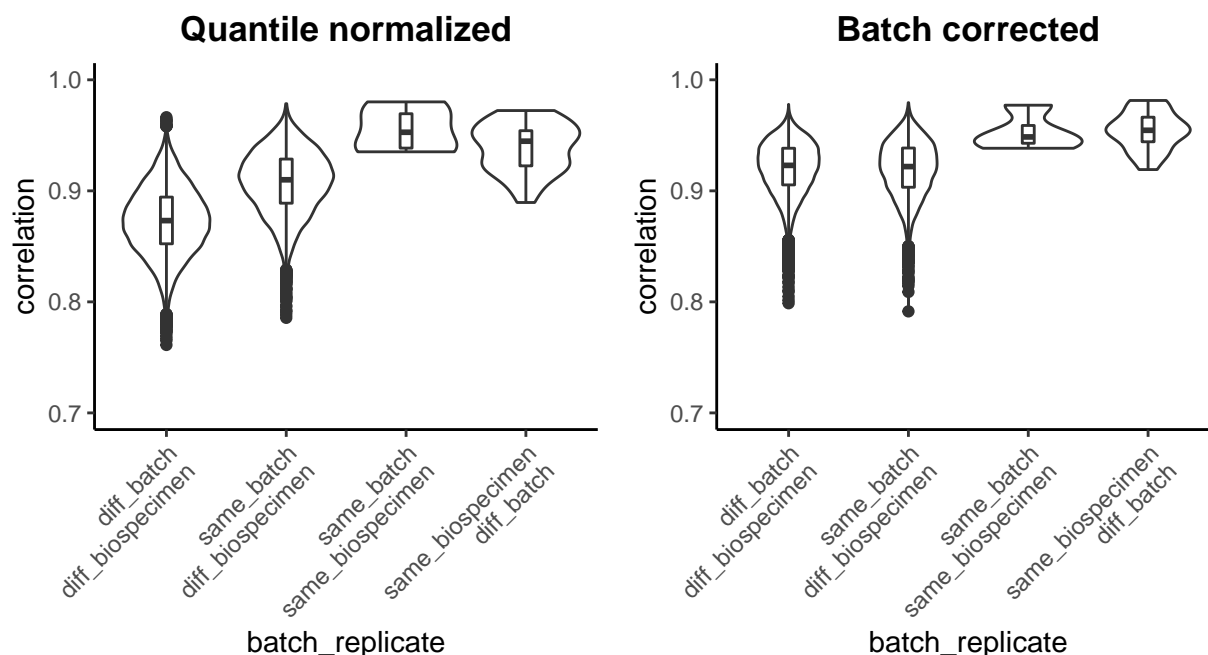 Quantile normalized
correlation
1.0
0.9
0.8
0.7
diff_batch
diff_biospecimen
same_batch
diff_biospecimen
same_batch
same_biospecimen
same_biospecimen
diff_batch
batch_replicate
Batch corrected
correlation
1.0
0.9
0.8
0.7
diff_batch
diff_biospecimen
same_batch
diff_biospecimen
same_batch
same_biospecimen
same_biospecimen
diff_batch
batch_replicate